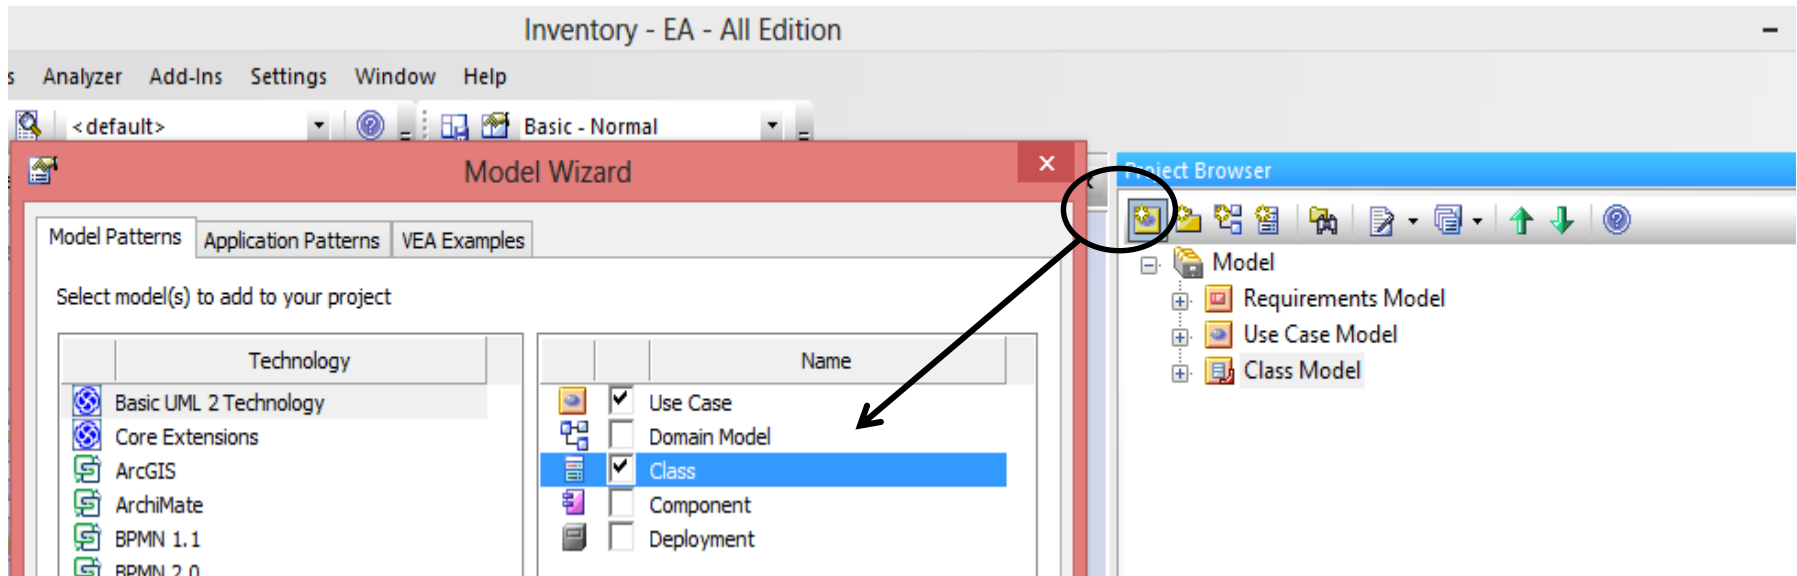 Inventory - EA - All Edition
s Analyzer Add-Ins Settings Window Help
<default> Basic - Normal
Model Wizard
Project Browser
Model Patterns Application Patterns VEA Examples
Select model(s) to add to your project
Technology Name
Basic UML 2 Technology
Core Extensions
ArcGIS
ArchiMate
BPMN 1.1
BPMN 2.0
Use Case
Domain Model
Class
Component
Deployment
Model
Requirements Model
Use Case Model
Class Model